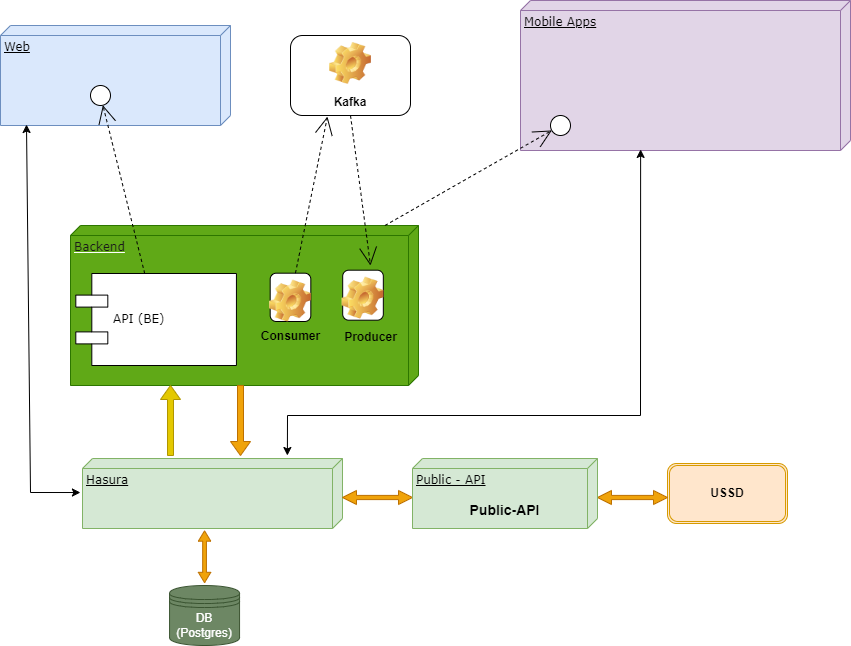 Web
Kafka
Mobile Apps
Backend
API (BE)
Consumer
Producer
Hasura
Public - API
Public-API
USSD
DB
(Postgres)